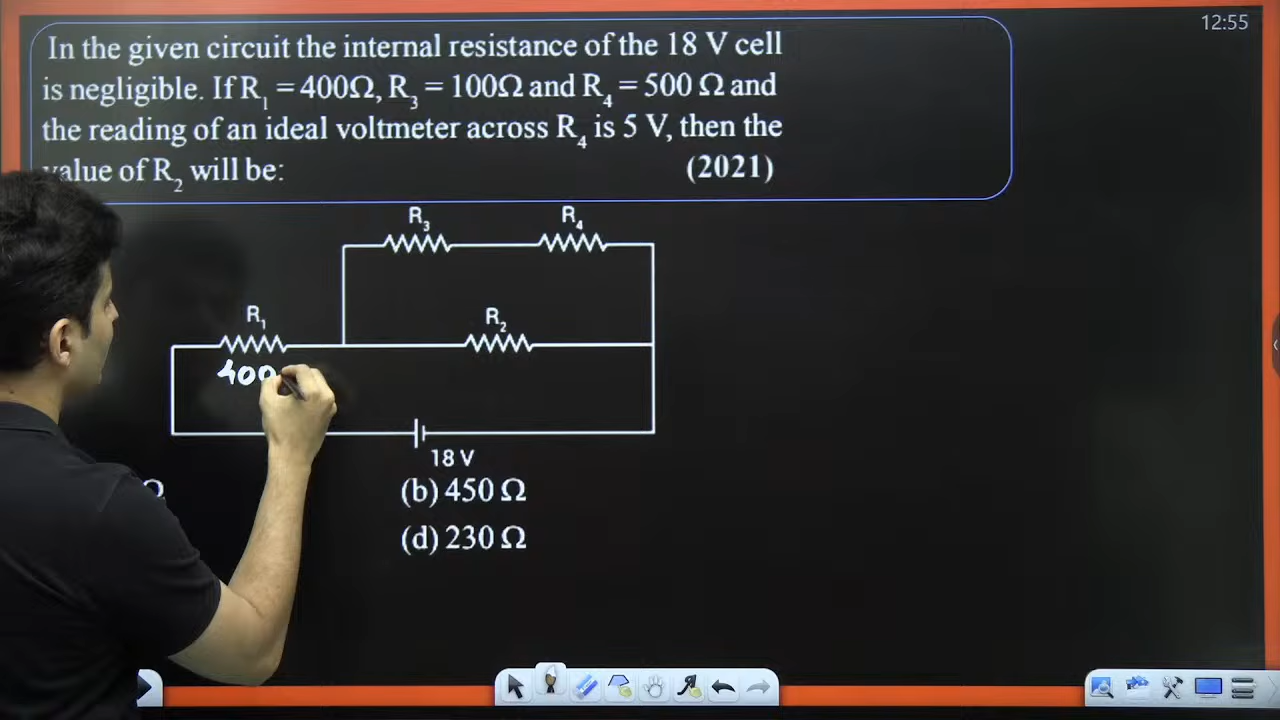 12:55
In the given circuit the internal resistance of the 18 V cell
is negligible. If R₁ = 400Ω, R₃ = 100Ω and R₄ = 500 Ω and
the reading of an ideal voltmeter across R₄ is 5 V, then the
value of R₂ will be: (2021)
R₃ R₄
R₁ R₂
400
18 V
Ω (b) 450 Ω
(d) 230 Ω